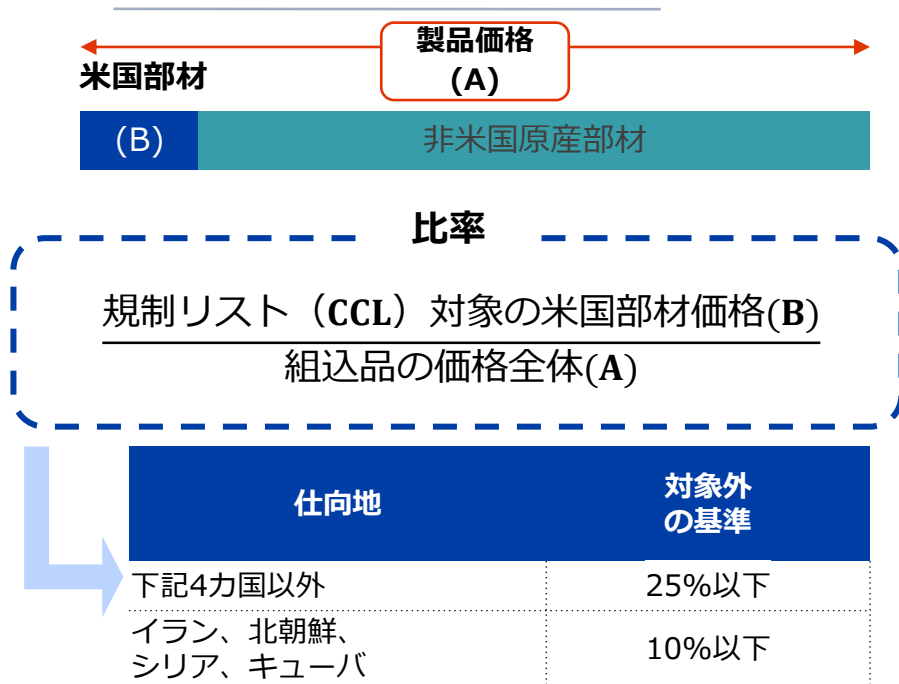 製品価格
(A)
米国部材
(B)
非米国原産部材
比率
規制リスト（CCL）対象の米国部材価格(B)
組込品の価格全体(A)
仕向地
対象外
の基準
下記4カ国以外
25%以下
イラン、北朝鮮、
シリア、キューバ
10%以下